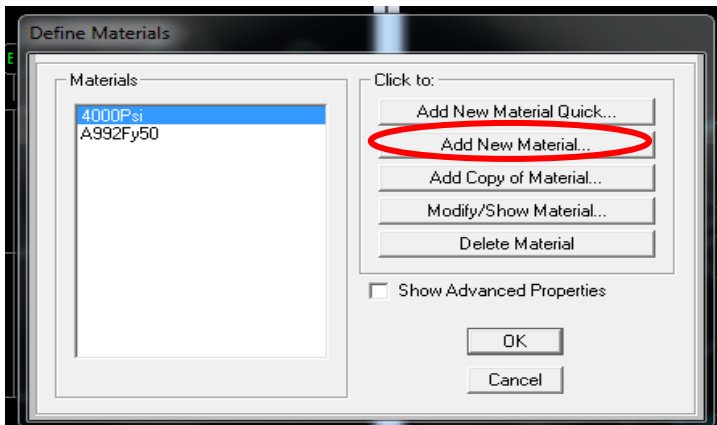 Define Materials
E
Materials
4000Psi
A992Fy50
Click to:
Add New Material Quick...
Add New Material...
Add Copy of Material...
Modify/Show Material...
Delete Material
Show Advanced Properties
OK
Cancel